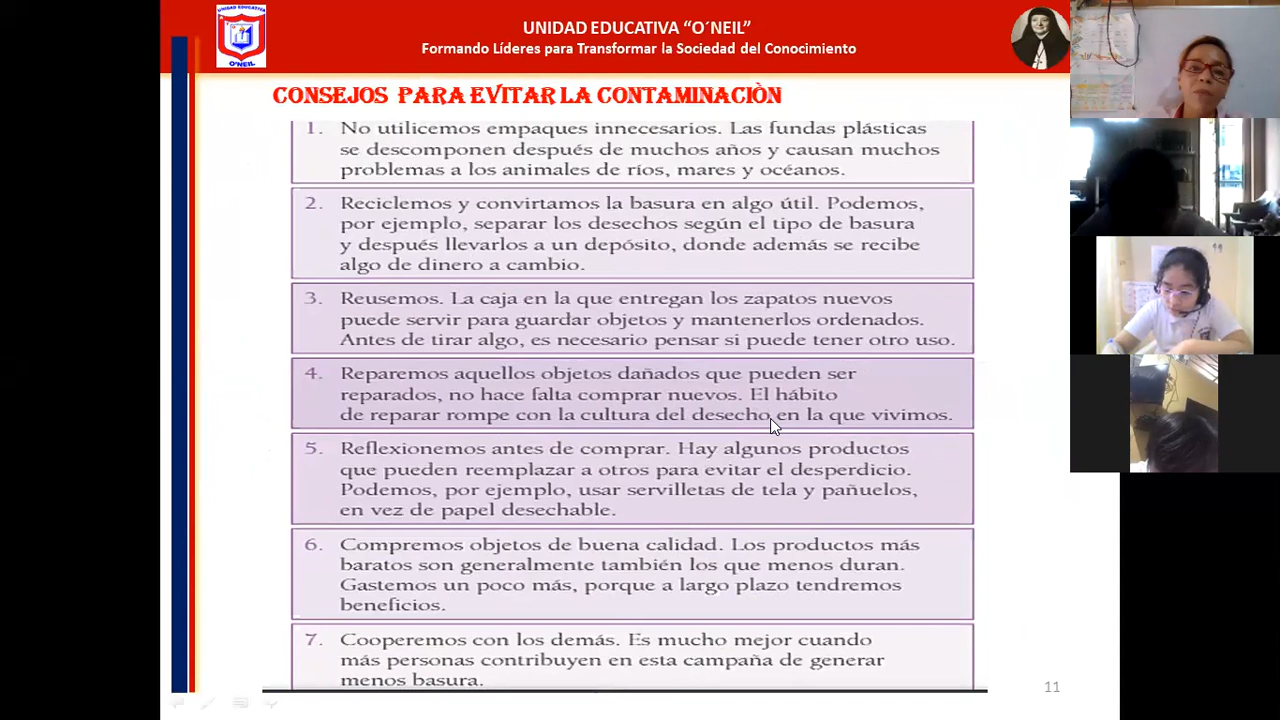 UNIDAD EDUCATIVA
O'NEIL
UNIDAD EDUCATIVA “O´NEIL”
Formando Líderes para Transformar la Sociedad del Conocimiento
CONSEJOS PARA EVITAR LA CONTAMINACIÒN
1. No utilicemos empaques innecesarios. Las fundas plásticas
se descomponen después de muchos años y causan muchos
problemas a los animales de ríos, mares y océanos.
2. Reciclemos y convirtamos la basura en algo útil. Podemos,
por ejemplo, separar los desechos según el tipo de basura
y después llevarlos a un depósito, donde además se recibe
algo de dinero a cambio.
3. Reusemos. La caja en la que entregan los zapatos nuevos
puede servir para guardar objetos y mantenerlos ordenados.
Antes de tirar algo, es necesario pensar si puede tener otro uso.
4. Reparemos aquellos objetos dañados que pueden ser
reparados, no hace falta comprar nuevos. El hábito
de reparar rompe con la cultura del desecho en la que vivimos.
5. Reflexionemos antes de comprar. Hay algunos productos
que pueden reemplazar a otros para evitar el desperdicio.
Podemos, por ejemplo, usar servilletas de tela y pañuelos,
en vez de papel desechable.
6. Compremos objetos de buena calidad. Los productos más
baratos son generalmente también los que menos duran.
Gastemos un poco más, porque a largo plazo tendremos
beneficios.
7. Cooperemos con los demás. Es mucho mejor cuando
más personas contribuyen en esta campaña de generar
menos basura.
11